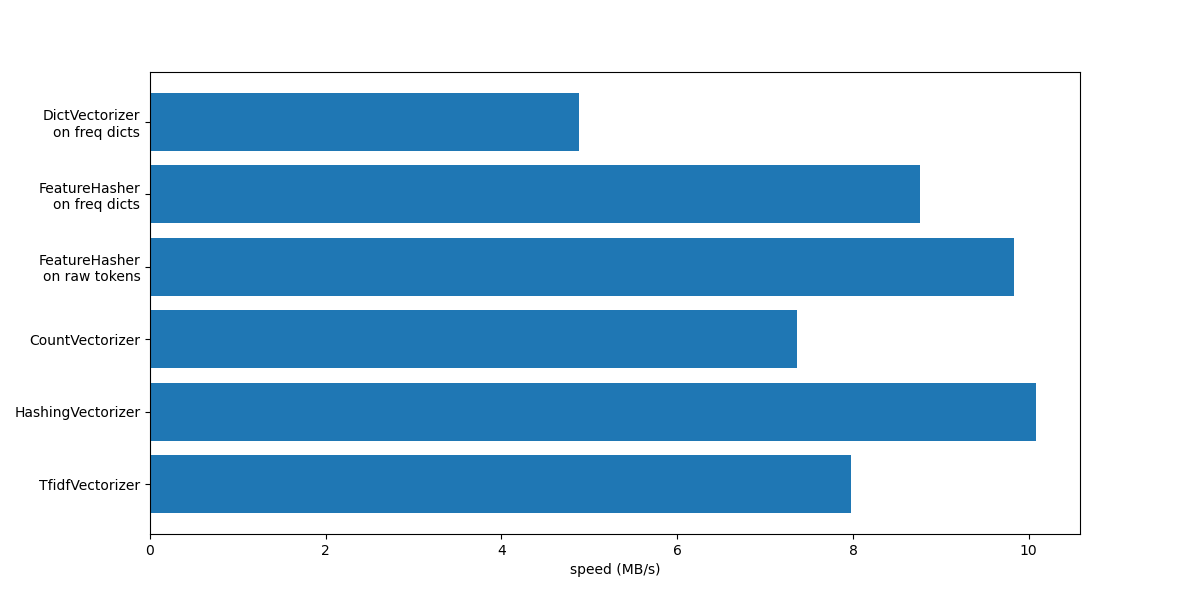 DictVectorizer
on freq dicts
FeatureHasher
on freq dicts
FeatureHasher
on raw tokens
CountVectorizer
HashingVectorizer
TfidfVectorizer
0 2 4 6 8 10
speed (MB/s)